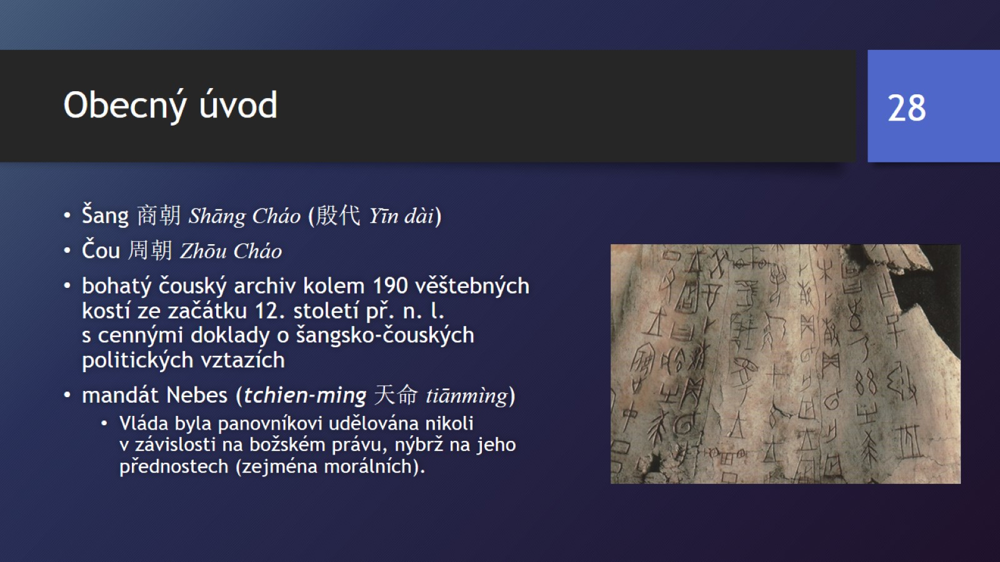 Obecný úvod
28
• Šang 商朝 Shāng Cháo (殷代 Yīn dài)
• Čou 周朝 Zhōu Cháo
• bohatý čouský archiv kolem 190 věštebných
kostí ze začátku 12. století př. n. l.
s cennými doklady o šangsko-čouských
politických vztazích
• mandát Nebes (tchien-ming 天命 tiānmìng)
• Vláda byla panovníkovi udělována nikoli
v závislosti na božském právu, nýbrž na jeho
přednostech (zejména morálních).